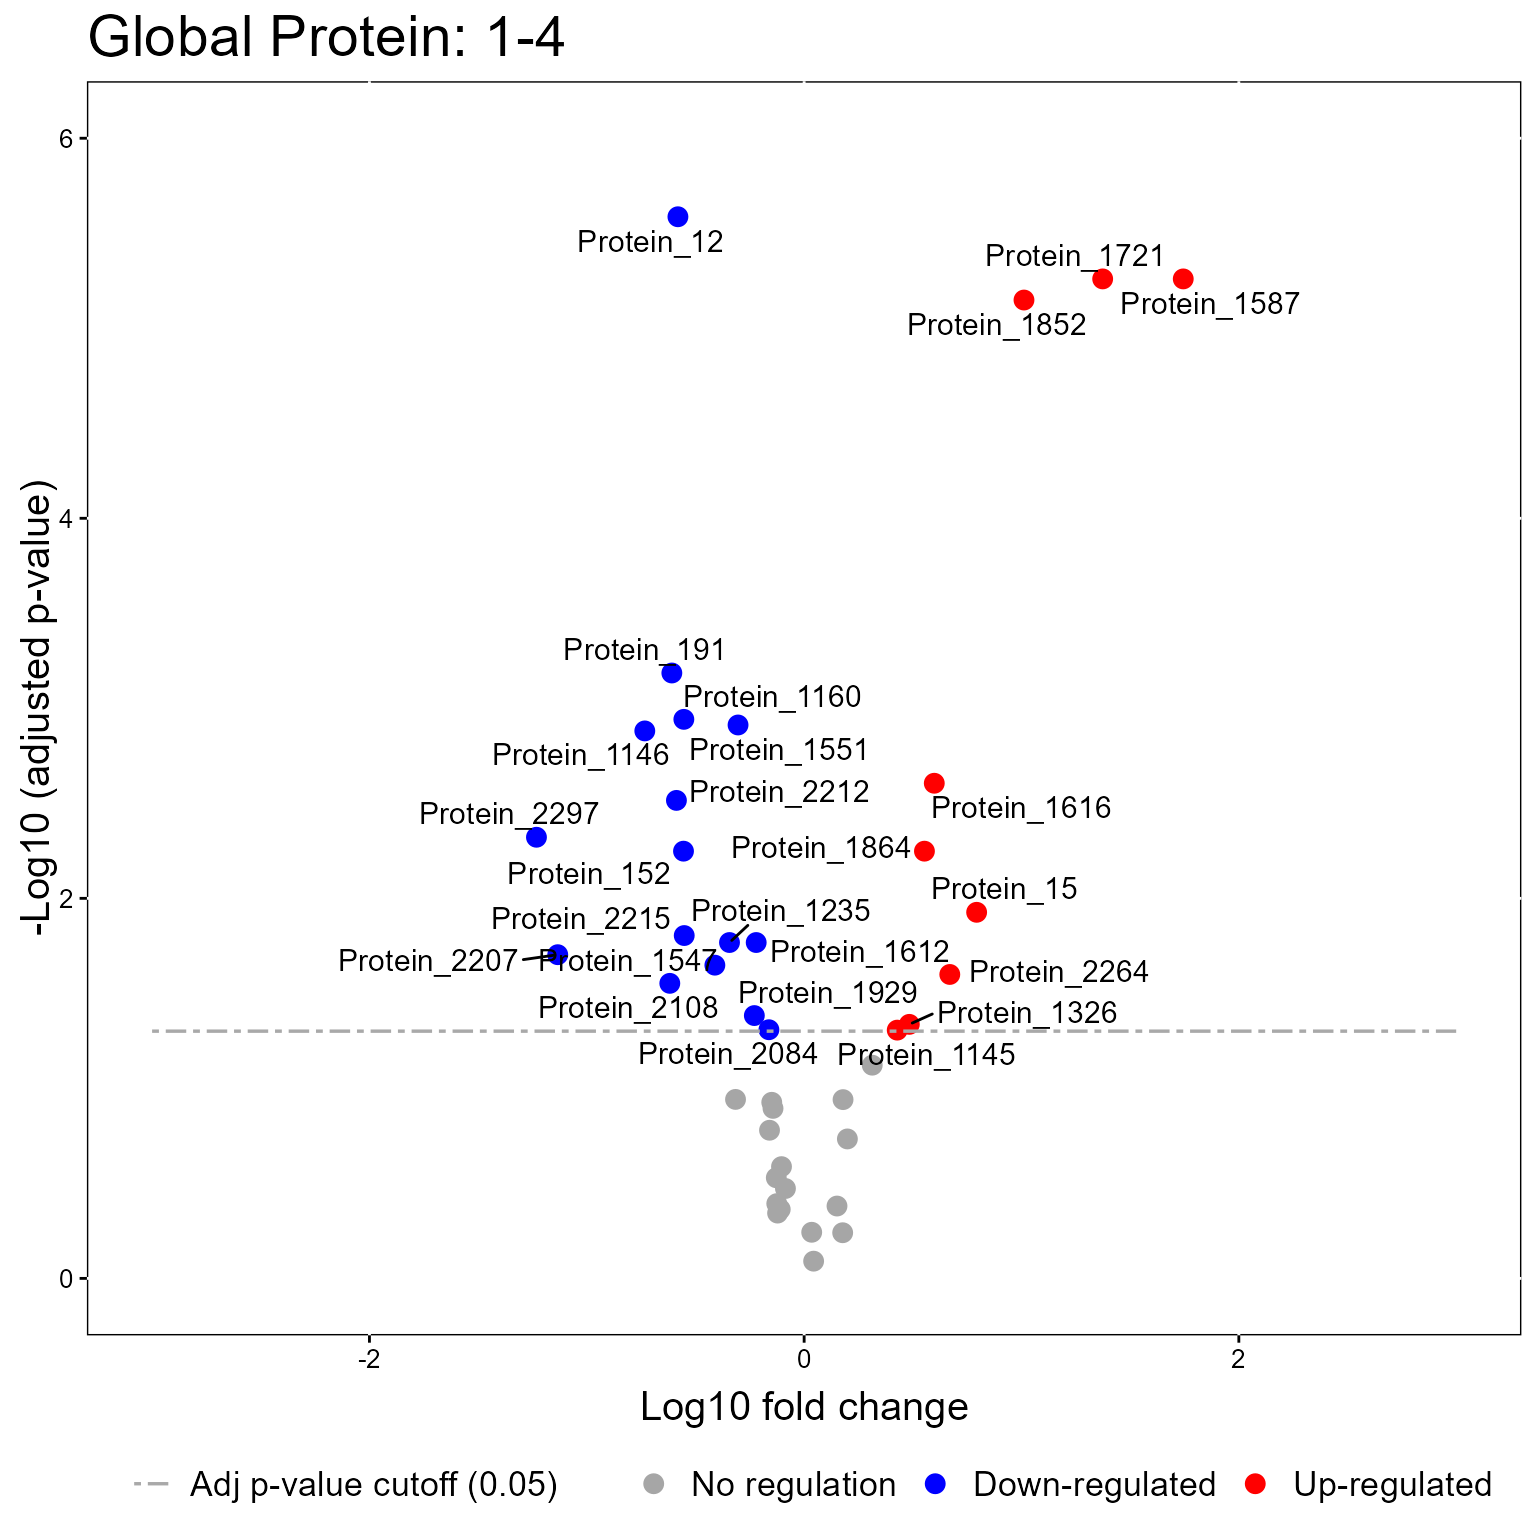 Global Protein: 1-4
-Log10 (adjusted p-value)
6
4
2
0
Protein_12
Protein_1721
Protein_1587
Protein_1852
Protein_191
Protein_1160
Protein_1146
Protein_1551
Protein_2212
Protein_2297
Protein_1616
Protein_1864
Protein_152
Protein_15
Protein_2215
Protein_1235
Protein_2207
Protein_1547
Protein_1612
Protein_2264
Protein_2108
Protein_1929
Protein_1326
Protein_2084
Protein_1145
-2
0
2
Log10 fold change
Adj p-value cutoff (0.05)
No regulation
Down-regulated
Up-regulated